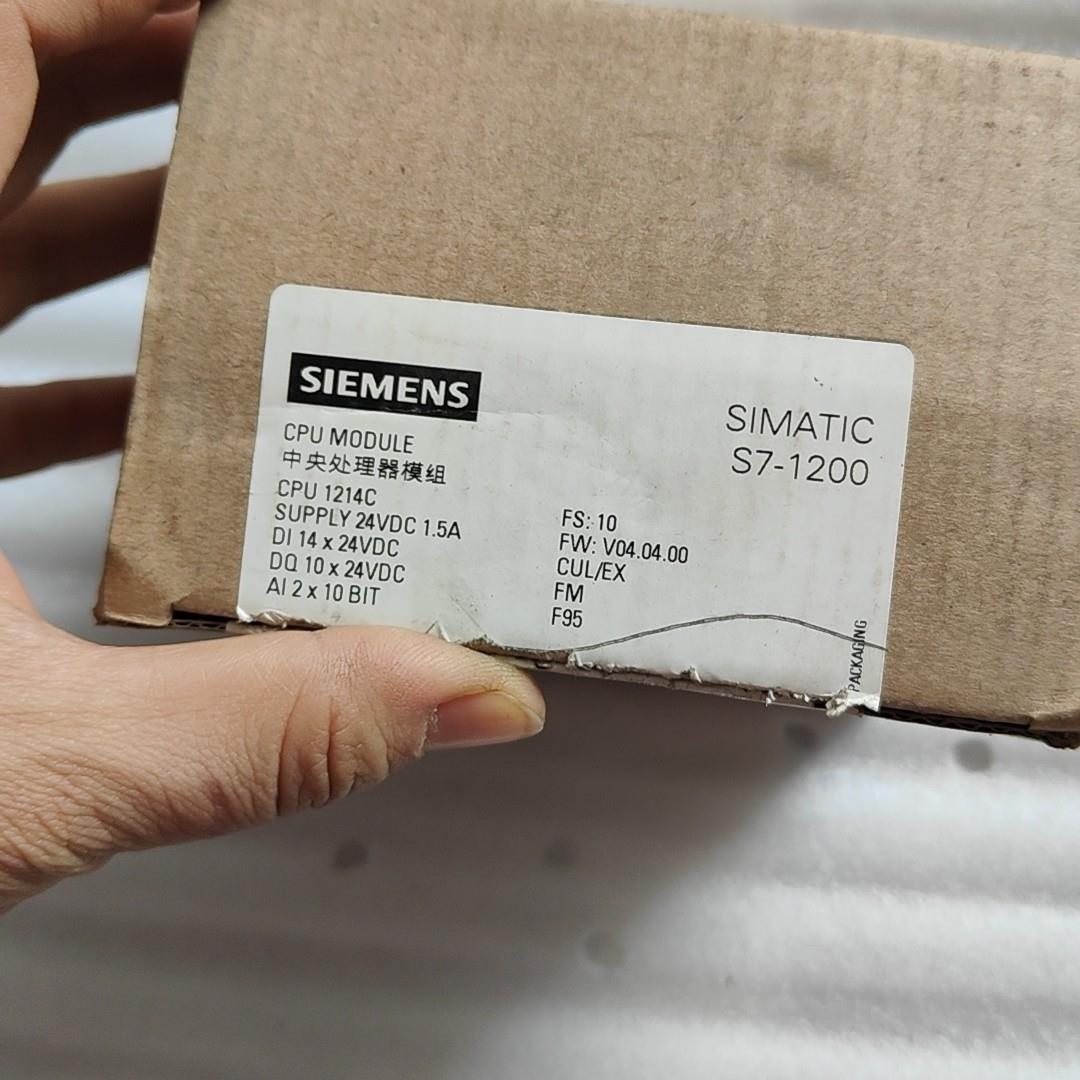 SIEMENS
SIMATIC
S7-1200
CPU MODULE
中央处理器模组
CPU 1214C
SUPPLY 24VDC 1.5A
DI 14 x 24VDC
DQ 10 x 24VDC
AI 2 x 10 BIT
FS: 10
FW: V04.04.00
CUL/EX
FM
F95
PACKAGING